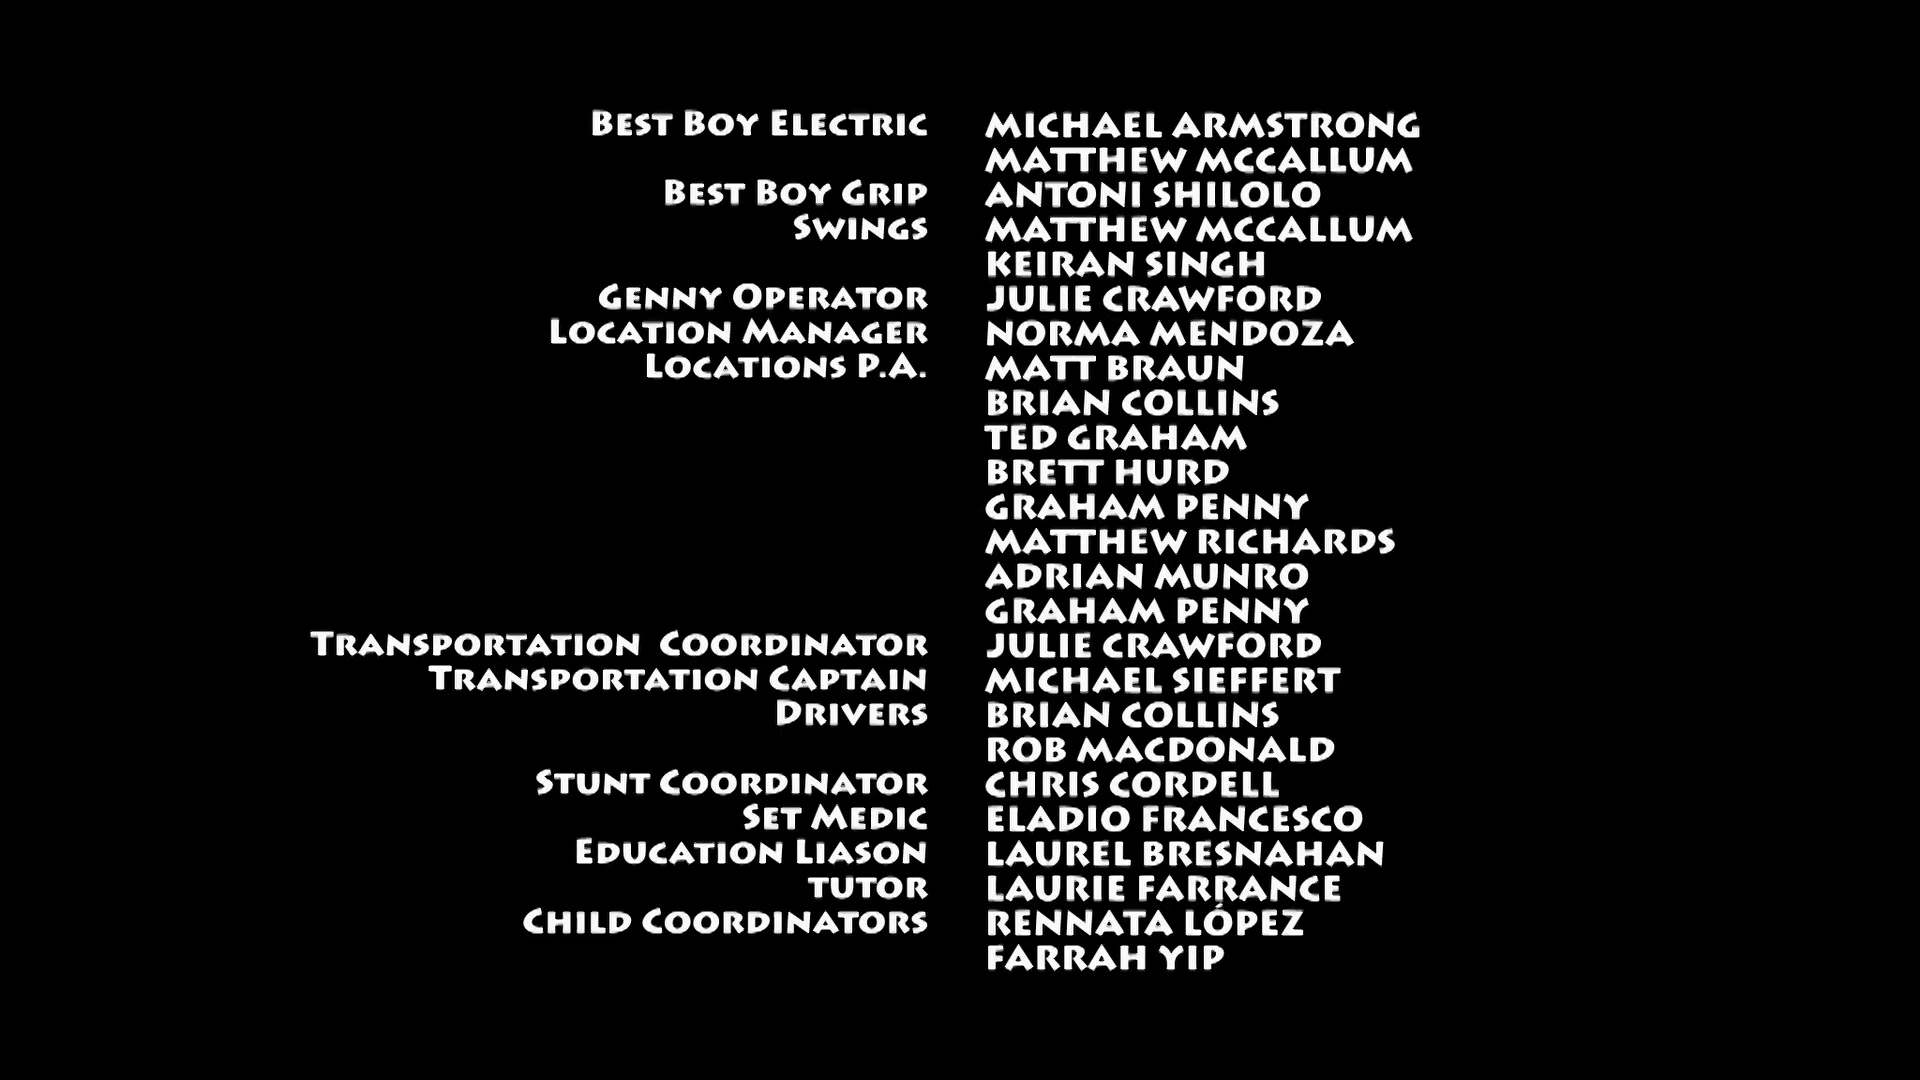 Best Boy Electric MICHAEL ARMSTRONG
MATTHEW MCCALLUM
Best Boy Grip ANTONI SHILOLO
Swings MATTHEW MCCALLUM
KEIRAN SINGH
Genny Operator JULIE CRAWFORD
Location Manager NORMA MENDOZA
Locations P.A. MATT BRAUN
BRIAN COLLINS
TED GRAHAM
BRETT HURD
GRAHAM PENNY
MATTHEW RICHARDS
ADRIAN MUNRO
GRAHAM PENNY
Transportation Coordinator JULIE CRAWFORD
Transportation Captain MICHAEL SIEFFERT
Drivers BRIAN COLLINS
ROB MACDONALD
Stunt Coordinator CHRIS CORDELL
Set Medic ELADIO FRANCESCO
Education Liason LAUREL BRESNAHAN
tutor LAURIE FARRANCE
Child Coordinators RENNATA LÓPEZ
FARRAH YIP